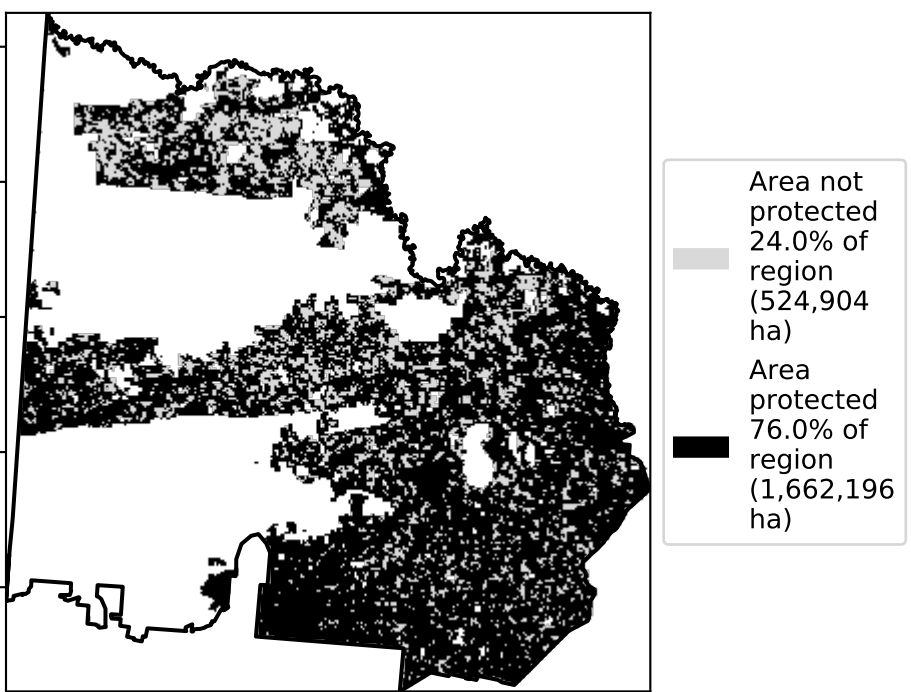 Area not
protected
24.0% of
region
(524,904
ha)
Area
protected
76.0% of
region
(1,662,196
ha)